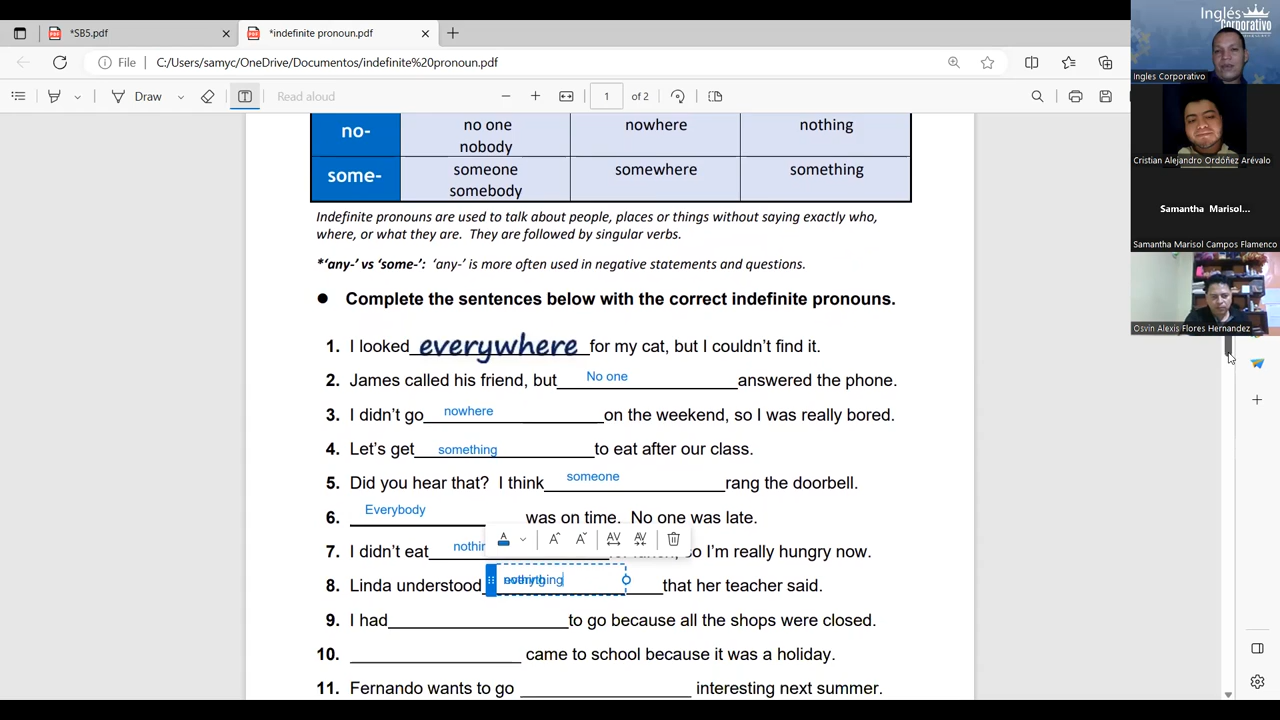 *SB5.pdf
*indefinite pronoun.pdf
File C:/Users/samyc/OneDrive/Documentos/indefinite%20pronoun.pdf
Draw
Read aloud
1 of 2
no- no one nowhere nothing
nobody
some- someone somewhere something
somebody
Indefinite pronouns are used to talk about people, places or things without saying exactly who,
where, or what they are. They are followed by singular verbs.
*'any-' vs 'some-': 'any-' is more often used in negative statements and questions.
● Complete the sentences below with the correct indefinite pronouns.
1. I looked everywhere for my cat, but I couldn't find it.
2. James called his friend, but No one answered the phone.
3. I didn't go nowhere on the weekend, so I was really bored.
4. Let's get something to eat after our class.
5. Did you hear that? I think someone rang the doorbell.
6. Everybody was on time. No one was late.
7. I didn't eat so I'm really hungry now.
8. Linda understood everything that her teacher said.
9. I had to go because all the shops were closed.
10. came to school because it was a holiday.
11. Fernando wants to go interesting next summer.
Inglés
Corporativo
Ingles Corporativo
Cristian Alejandro Ordóñez Arévalo
Samantha Marisol...
Samantha Marisol Campos Flamenco
Osvin Alexis Flores Hernandez